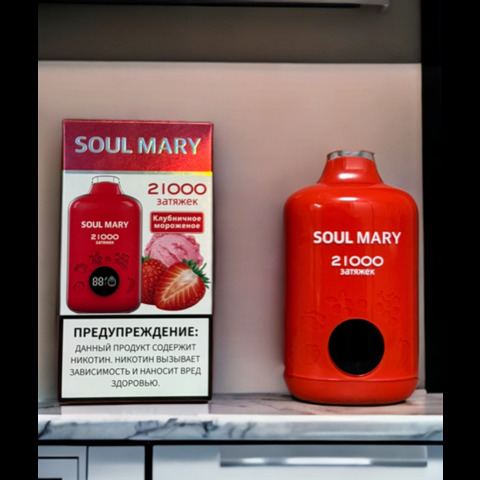 SOUL MARY
21000
затяжек
Клубничное
мороженое
SOUL MARY
21000
затяжек
88
ПРЕДУПРЕЖДЕНИЕ:
ДАННЫЙ ПРОДУКТ СОДЕРЖИТ
НИКОТИН. НИКОТИН ВЫЗЫВАЕТ
ЗАВИСИМОСТЬ И НАНОСИТ ВРЕД
ЗДОРОВЬЮ.
SOUL MARY
21000
затяжек